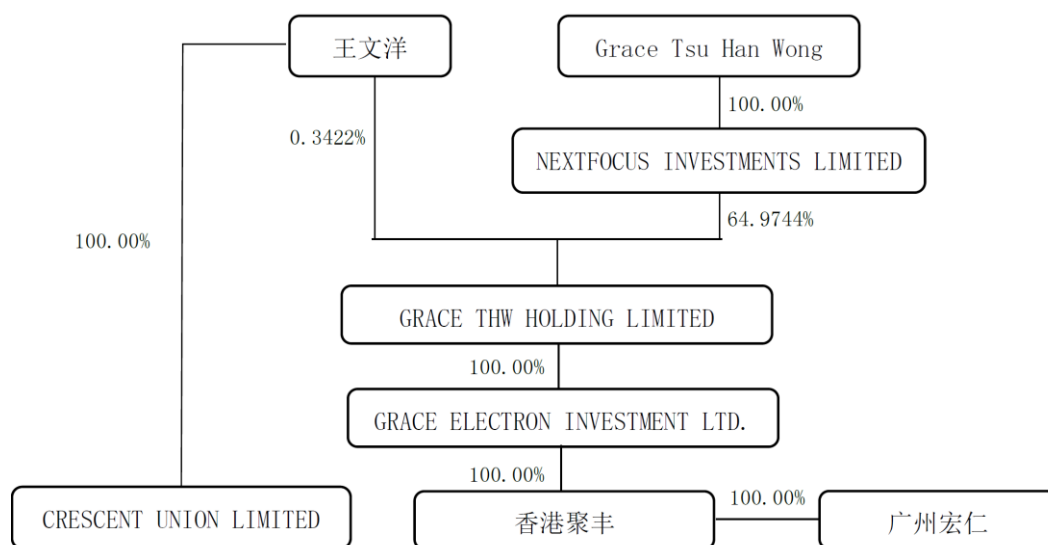 王文洋
Grace Tsu Han Wong
100.00%
0.3422%
NEXTFOCUS INVESTMENTS LIMITED
64.9744%
100.00%
GRACE THW HOLDING LIMITED
100.00%
GRACE ELECTRON INVESTMENT LTD.
100.00%
100.00%
CRESCENT UNION LIMITED
香港聚丰
广州宏仁